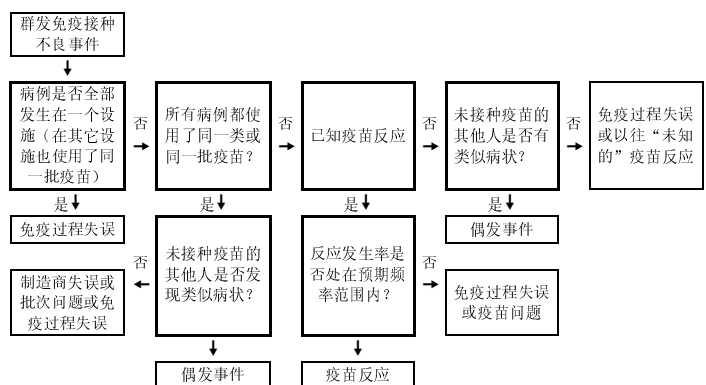 群发免疫接种
不良事件
病例是否全部
发生在一个设
施（在其它设
施也使用了同
一批疫苗）
否
所有病例都使
用了同一类或
同一批疫苗？
否
已知疫苗反应
否
未接种疫苗的
其他人是否有
类似病状？
否
免疫过程失误
或以往“未知
的”疫苗反应
是
是
是
是
免疫过程失误
未接种疫苗的
其他人是否发
现类似病状？
反应发生率是
否处在预期频
率范围内？
偶发事件
否
制造商失误或
批次问题或免
疫过程失误
否
免疫过程失误
或疫苗问题
偶发事件
疫苗反应